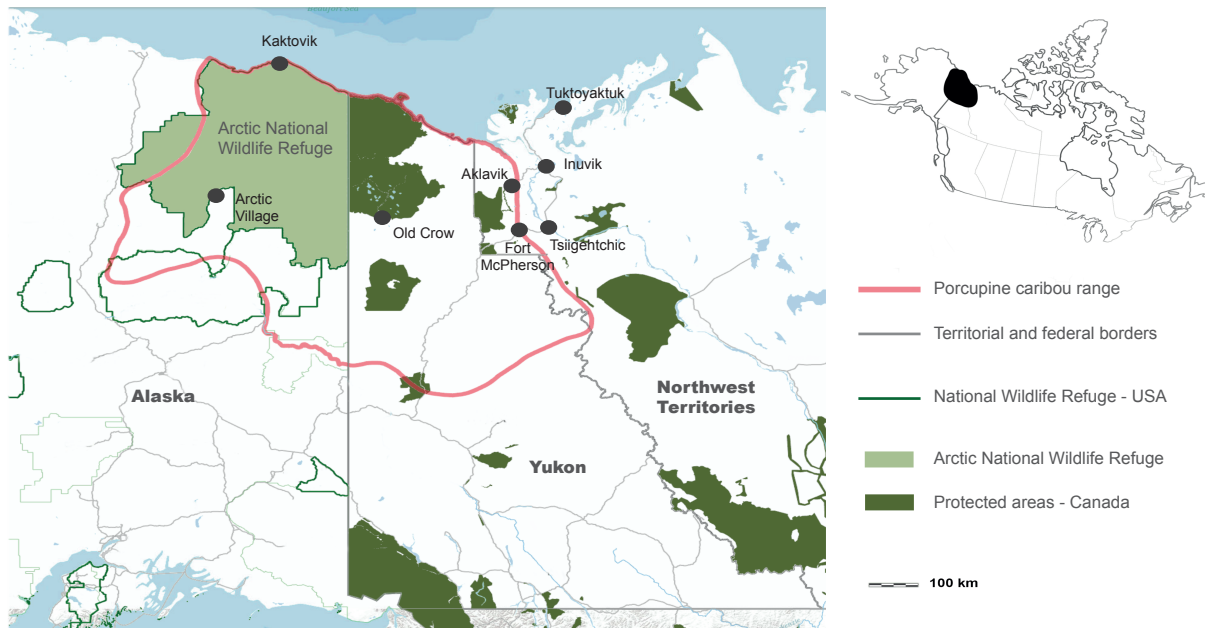 Kaktovik
Tuktoyaktuk
Arctic National
Wildlife Refuge
Inuvik
Aklavik
Arctic
Village
Old Crow
Tsiigehtchic
Fort
McPherson
Alaska
Northwest
Territories
Yukon
Porcupine caribou range
Territorial and federal borders
National Wildlife Refuge - USA
Arctic National Wildlife Refuge
Protected areas - Canada
100 km